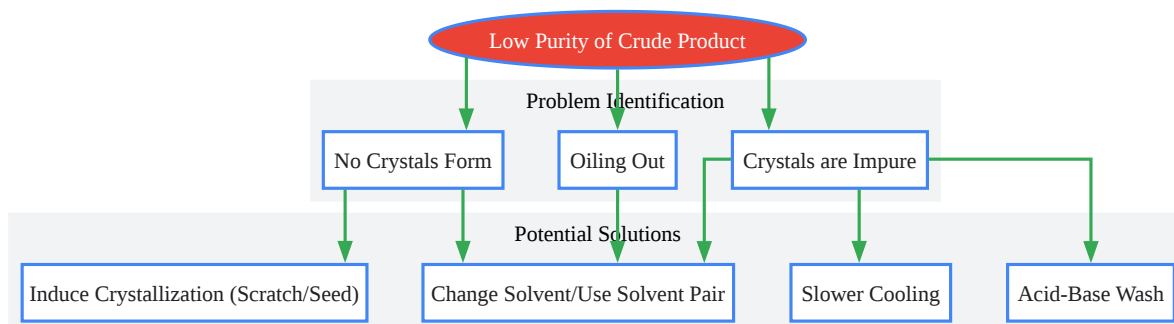 Low Purity of Crude Product
Problem Identification
No Crystals Form
Oiling Out
Crystals are Impure
Potential Solutions
Induce Crystallization (Scratch/Seed)
Change Solvent/Use Solvent Pair
Slower Cooling
Acid-Base Wash